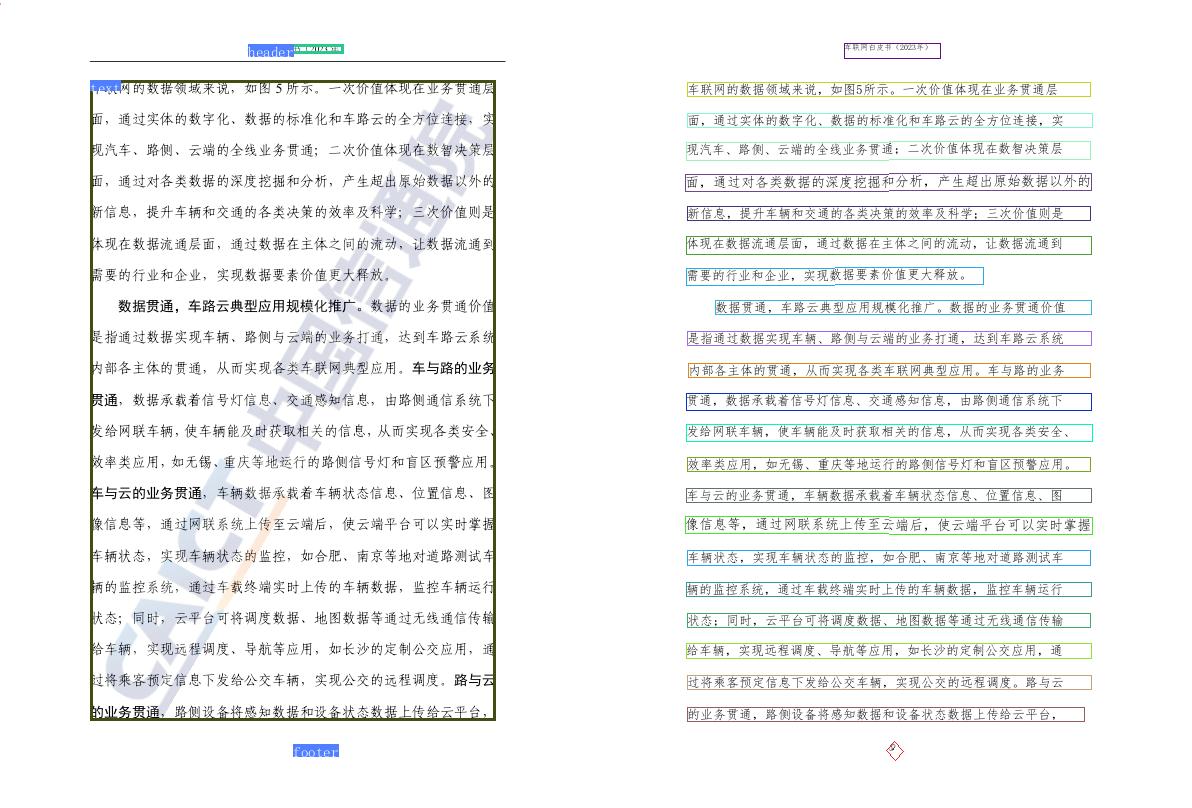 header
text联网的数据领域来说，如图 5 所示。一次价值体现在业务贯通层
面，通过实体的数字化、数据的标准化和车路云的全方位连接，实
现汽车、路侧、云端的全线业务贯通；二次价值体现在数智决策层
面，通过对各类数据的深度挖掘和分析，产生超出原始数据以外的
新信息，提升车辆和交通的各类决策的效率及科学；三次价值则是
体现在数据流通层面，通过数据在主体之间的流动，让数据流通到
需要的行业和企业，实现数据要素价值更大释放。
数据贯通，车路云典型应用规模化推广。数据的业务贯通价值
是指通过数据实现车辆、路侧与云端的业务打通，达到车路云系统
内部各主体的贯通，从而实现各类车联网典型应用。车与路的业务
贯通，数据承载着信号灯信息、交通感知信息，由路侧通信系统下
发给网联车辆，使车辆能及时获取相关的信息，从而实现各类安全、
效率类应用，如无锡、重庆等地运行的路侧信号灯和盲区预警应用。
车与云的业务贯通，车辆数据承载着车辆状态信息、位置信息、图
像信息等，通过网联系统上传至云端后，使云端平台可以实时掌握
车辆状态，实现车辆状态的监控，如合肥、南京等地对道路测试车
辆的监控系统，通过车载终端实时上传的车辆数据，监控车辆运行
状态；同时，云平台可将调度数据、地图数据等通过无线通信传输
给车辆，实现远程调度、导航等应用，如长沙的定制公交应用，通
过将乘客预定信息下发给公交车辆，实现公交的远程调度。路与云
的业务贯通，路侧设备将感知数据和设备状态数据上传给云平台，
footer
CAICT 中国信通院
车联网白皮书（2023年）
车联网的数据领域来说，如图5所示。一次价值体现在业务贯通层
面，通过实体的数字化、数据的标准化和车路云的全方位连接，实
现汽车、路侧、云端的全线业务贯通；二次价值体现在数智决策层
面，通过对各类数据的深度挖掘和分析，产生超出原始数据以外的
新信息，提升车辆和交通的各类决策的效率及科学；三次价值则是
体现在数据流通层面，通过数据在主体之间的流动，让数据流通到
需要的行业和企业，实现数据要素价值更大释放。
数据贯通，车路云典型应用规模化推广。数据的业务贯通价值
是指通过数据实现车辆、路侧与云端的业务打通，达到车路云系统
内部各主体的贯通，从而实现各类车联网典型应用。车与路的业务
贯通，数据承载着信号灯信息、交通感知信息，由路侧通信系统下
发给网联车辆，使车辆能及时获取相关的信息，从而实现各类安全、
效率类应用，如无锡、重庆等地运行的路侧信号灯和盲区预警应用。
车与云的业务贯通，车辆数据承载着车辆状态信息、位置信息、图
像信息等，通过网联系统上传至云端后，使云端平台可以实时掌握
车辆状态，实现车辆状态的监控，如合肥、南京等地对道路测试车
辆的监控系统，通过车载终端实时上传的车辆数据，监控车辆运行
状态；同时，云平台可将调度数据、地图数据等通过无线通信传输
给车辆，实现远程调度、导航等应用，如长沙的定制公交应用，通
过将乘客预定信息下发给公交车辆，实现公交的远程调度。路与云
的业务贯通，路侧设备将感知数据和设备状态数据上传给云平台，